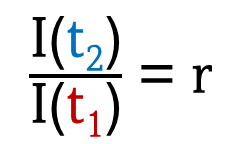 I(t₂)
I(t₁) = r